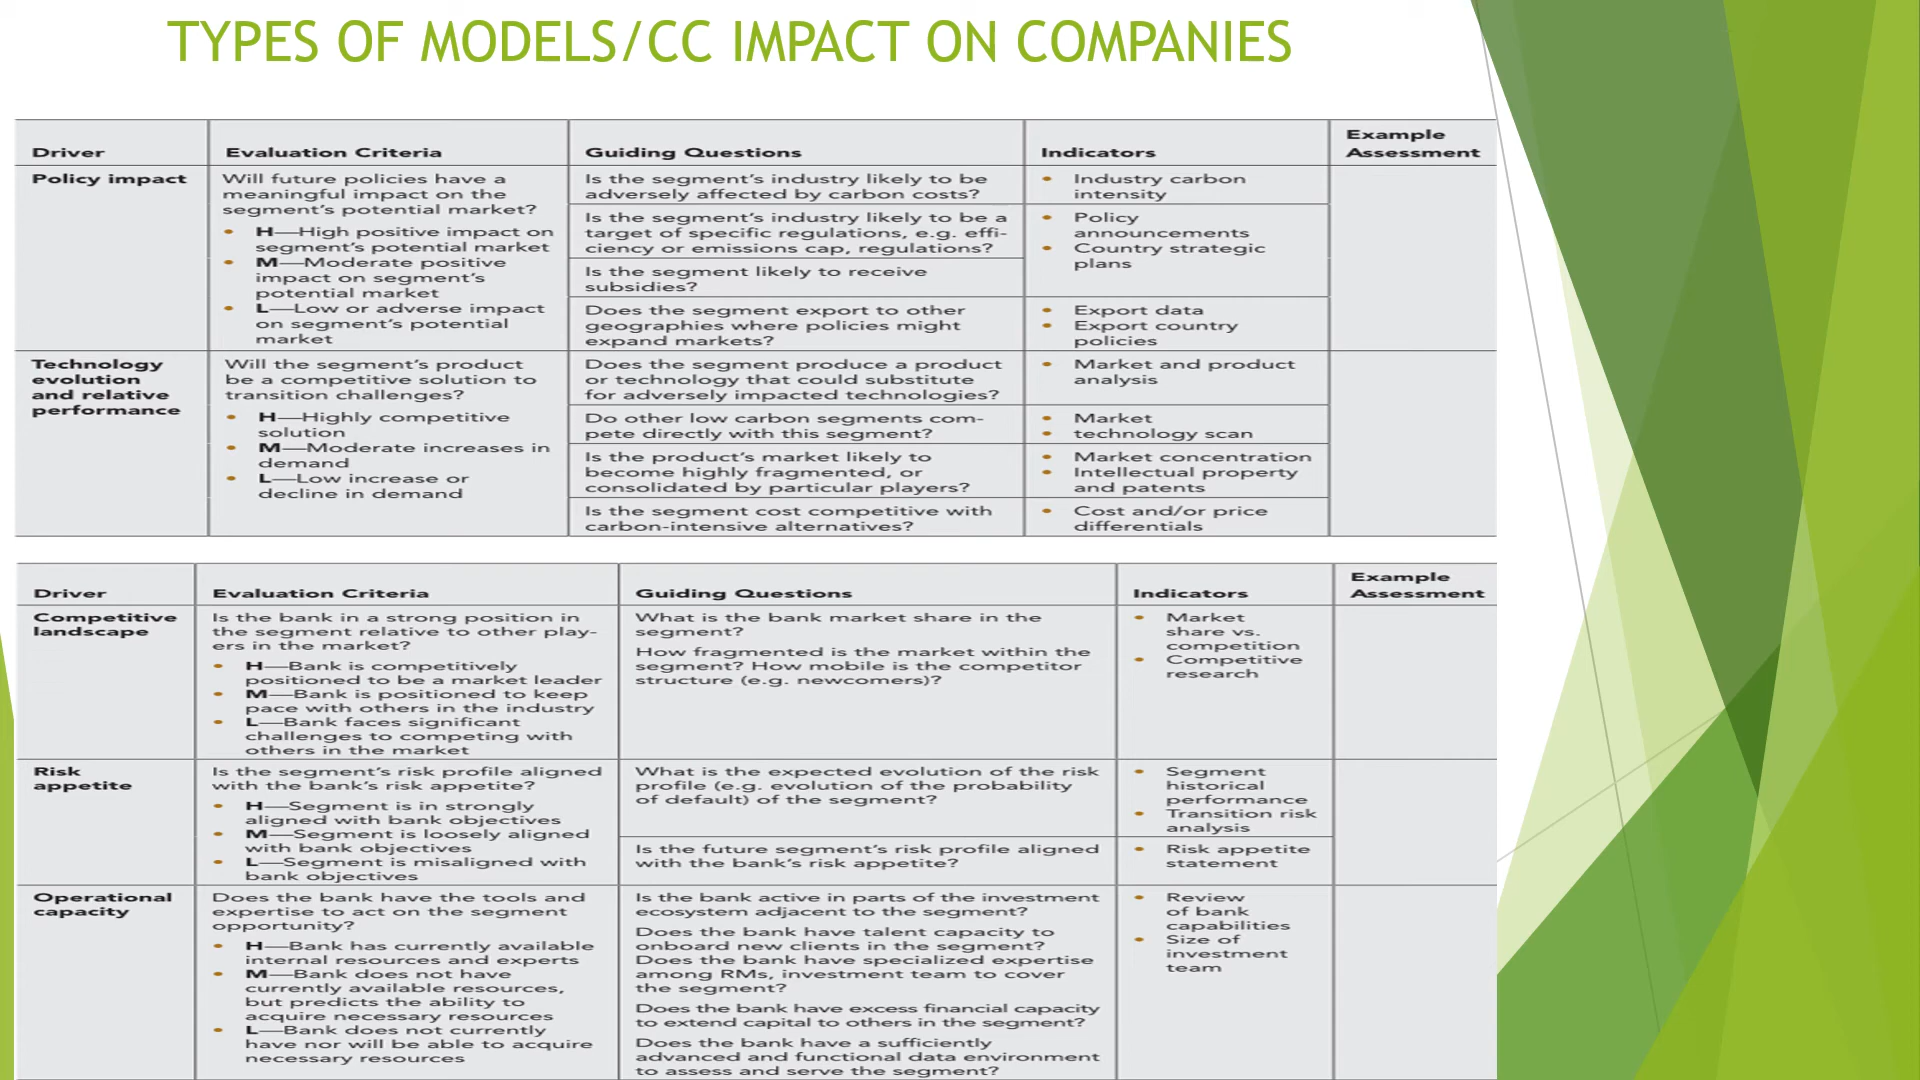 TYPES OF MODELS/CC IMPACT ON COMPANIES
Driver
Evaluation Criteria
Guiding Questions
Indicators
Example
Assessment
Policy impact
Will future policies have a
meaningful impact on the
segment's potential market?
• H—High positive impact on
segment's potential market
• M—Moderate positive
impact on segment's
potential market
• L—Low or adverse impact
on segment's potential
market
Is the segment's industry likely to be
adversely affected by carbon costs?
• Industry carbon
intensity
Is the segment's industry likely to be a
target of specific regulations, e.g. effi-
ciency or emissions cap, regulations?
• Policy
announcements
• Country strategic
plans
Is the segment likely to receive
subsidies?
Does the segment export to other
geographies where policies might
expand markets?
• Export data
• Export country
policies
Technology
evolution
and relative
performance
Will the segment's product
be a competitive solution to
transition challenges?
• H—Highly competitive
solution
• M—Moderate increases in
demand
• L—Low increase or
decline in demand
Does the segment produce a product
or technology that could substitute
for adversely impacted technologies?
• Market and product
analysis
Do other low carbon segments com-
pete directly with this segment?
• Market
• technology scan
Is the product's market likely to
become highly fragmented, or
consolidated by particular players?
• Market concentration
• Intellectual property
and patents
Is the segment cost competitive with
carbon-intensive alternatives?
• Cost and/or price
differentials
Driver
Evaluation Criteria
Guiding Questions
Indicators
Example
Assessment
Competitive
landscape
Is the bank in a strong position in
the segment relative to other play-
ers in the market?
• H—Bank is competitively
positioned to be a market leader
• M—Bank is positioned to keep
pace with others in the industry
• L—Bank faces significant
challenges to competing with
others in the market
What is the bank market share in the
segment?
How fragmented is the market within the
segment? How mobile is the competitor
structure (e.g. newcomers)?
• Market
share vs.
competition
• Competitive
research
Risk
appetite
Is the segment's risk profile aligned
with the bank's risk appetite?
• H—Segment is in strongly
aligned with bank objectives
• M—Segment is loosely aligned
with bank objectives
• L—Segment is misaligned with
bank objectives
What is the expected evolution of the risk
profile (e.g. evolution of the probability
of default) of the segment?
• Segment
historical
performance
• Transition risk
analysis
Is the future segment's risk profile aligned
with the bank's risk appetite?
• Risk appetite
statement
Operational
capacity
Does the bank have the tools and
expertise to act on the segment
opportunity?
• H—Bank has currently available
internal resources and experts
• M—Bank does not have
currently available resources,
but predicts the ability to
acquire necessary resources
• L—Bank does not currently
have nor will be able to acquire
necessary resources
Is the bank active in parts of the investment
ecosystem adjacent to the segment?
Does the bank have talent capacity to
onboard new clients in the segment?
Does the bank have specialized expertise
among RMs, investment team to cover
the segment?
Does the bank have excess financial capacity
to extend capital to others in the segment?
Does the bank have a sufficiently
advanced and functional data environment
to assess and serve the segment?
• Review
of bank
capabilities
• Size of
investment
team